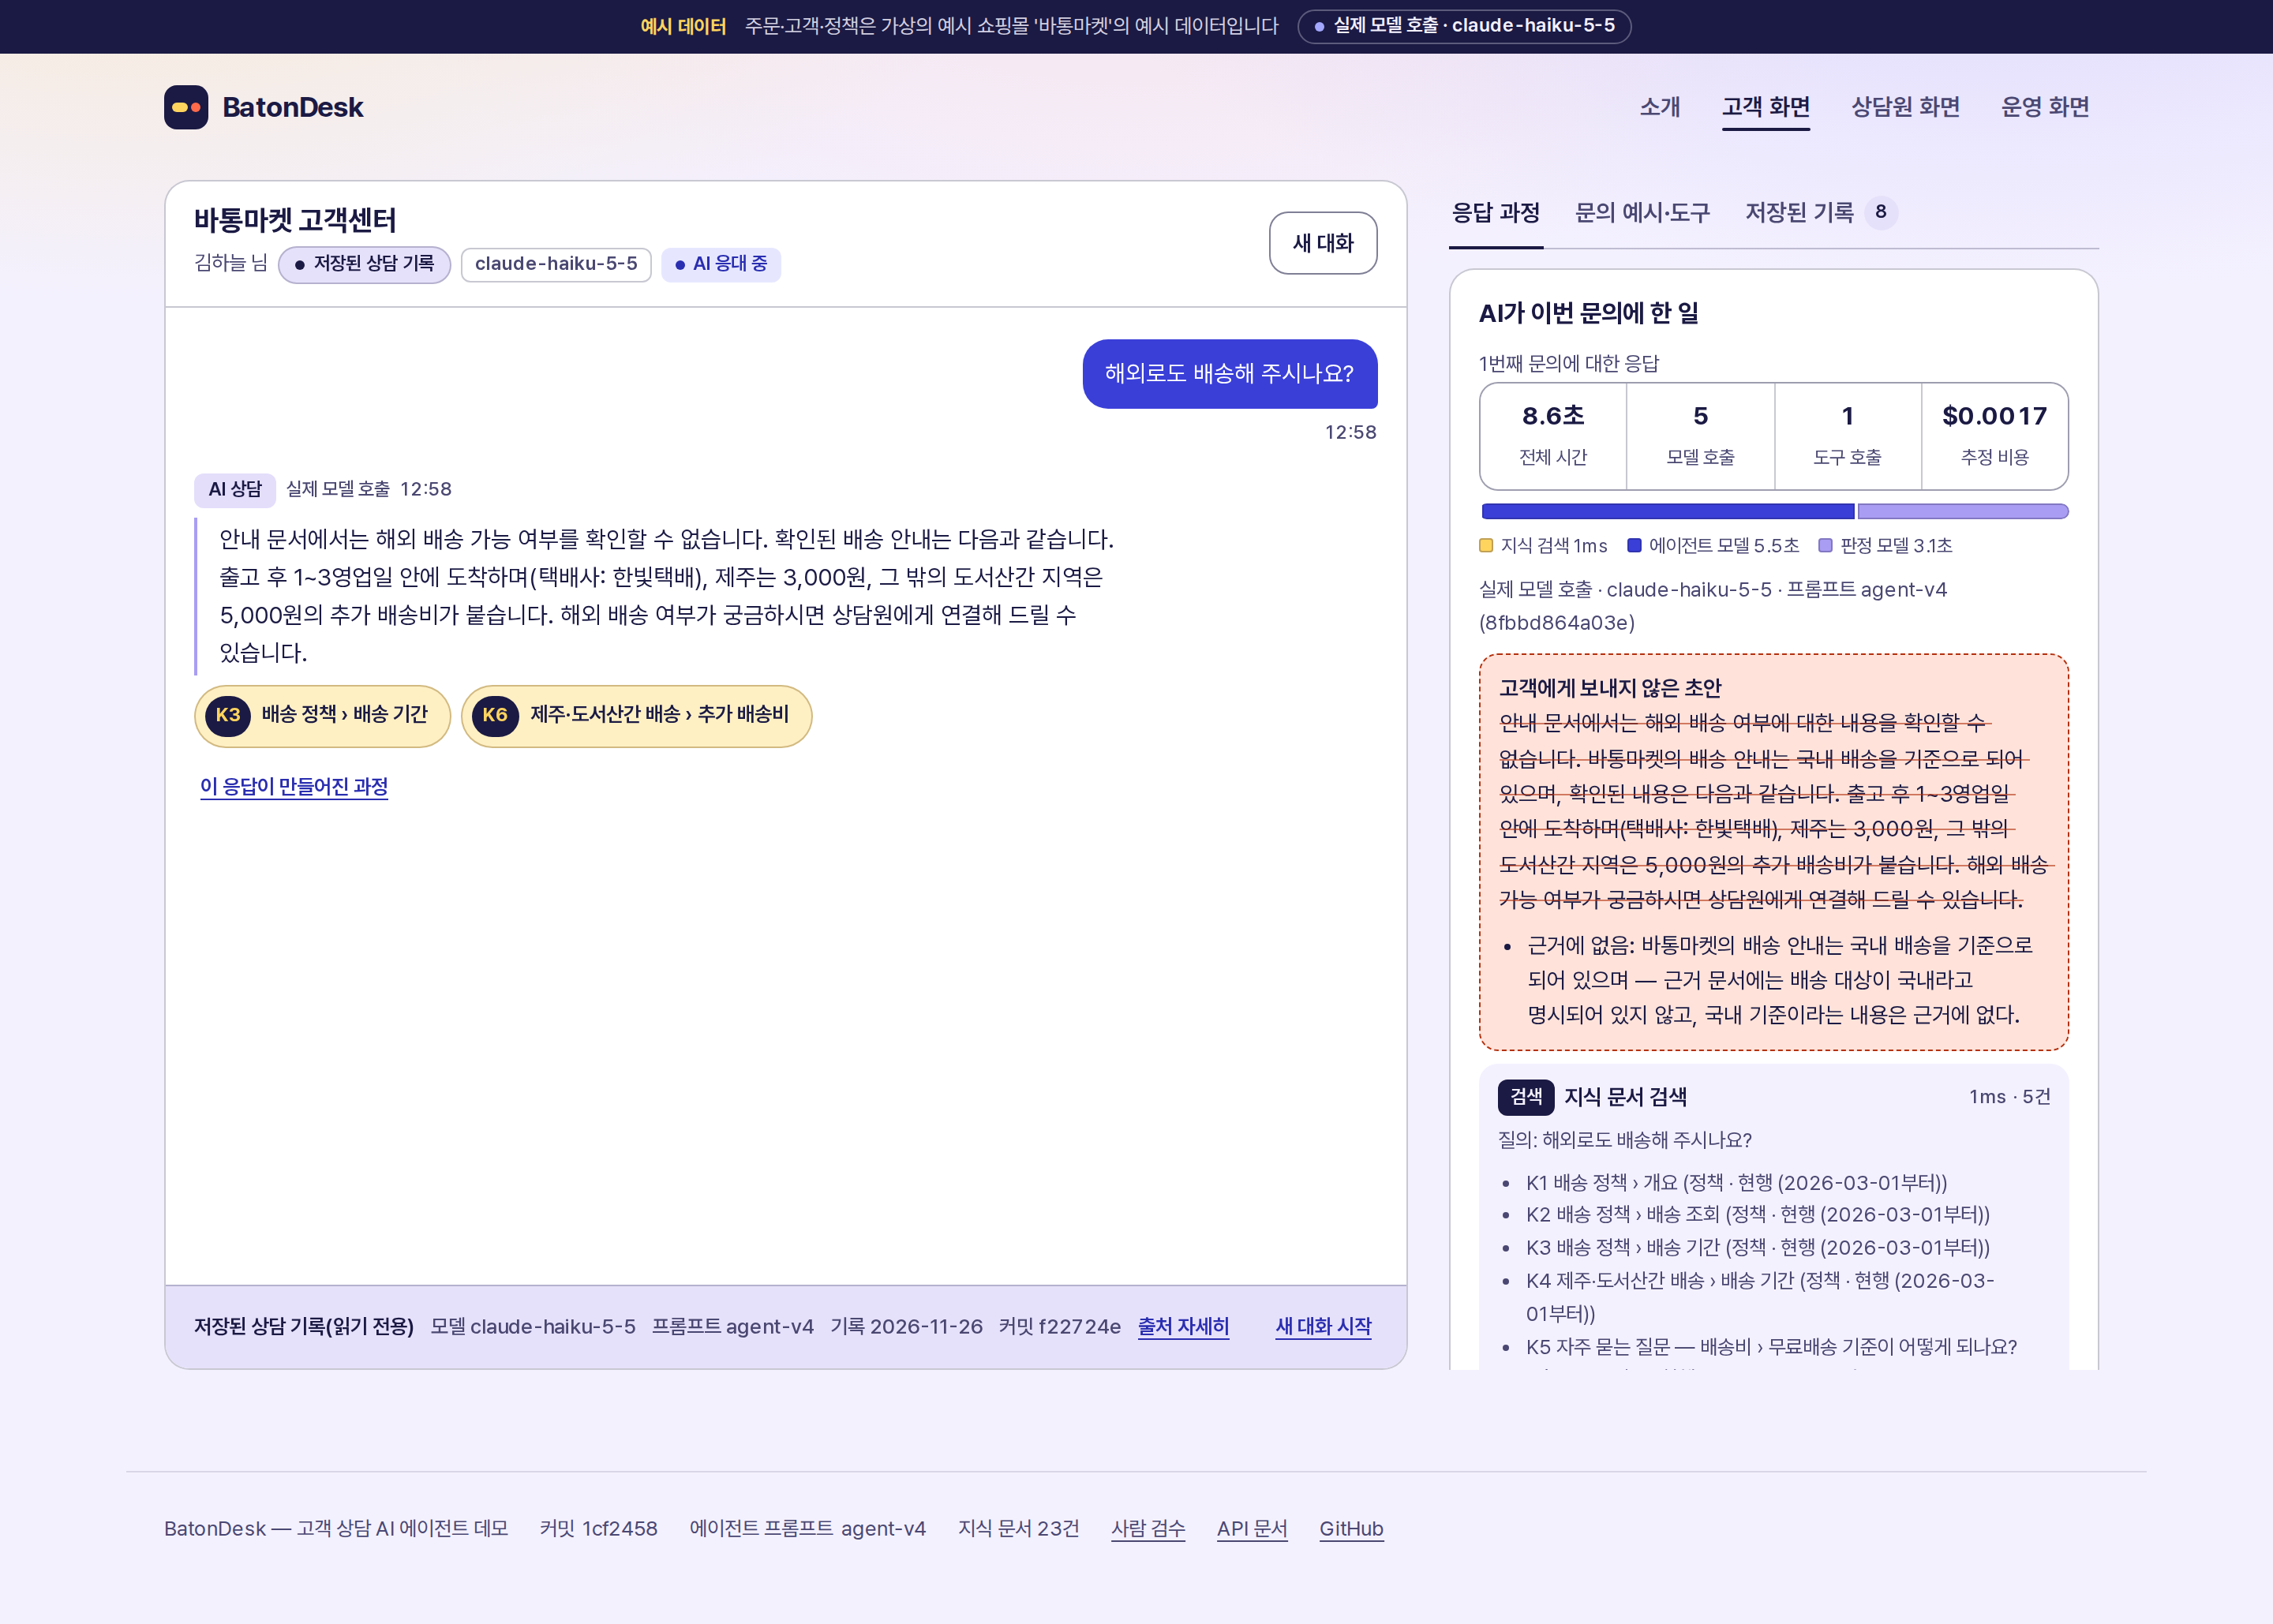 예시 데이터 주문·고객·정책은 가상의 예시 쇼핑몰 '바통마켓'의 예시 데이터입니다 실제 모델 호출 · claude-haiku-5-5
BatonDesk
소개 고객 화면 상담원 화면 운영 화면
바통마켓 고객센터
김하늘 님 저장된 상담 기록 claude-haiku-5-5 AI 응대 중
새 대화
해외로도 배송해 주시나요?
12:58
AI 상담 실제 모델 호출 12:58
안내 문서에서는 해외 배송 가능 여부를 확인할 수 없습니다. 확인된 배송 안내는 다음과 같습니다.
출고 후 1~3영업일 안에 도착하며(택배사: 한빛택배), 제주는 3,000원, 그 밖의 도서산간 지역은
5,000원의 추가 배송비가 붙습니다. 해외 배송 여부가 궁금하시면 상담원에게 연결해 드릴 수
있습니다.
K3 배송 정책 › 배송 기간 K6 제주·도서산간 배송 › 추가 배송비
이 응답이 만들어진 과정
저장된 상담 기록(읽기 전용) 모델 claude-haiku-5-5 프롬프트 agent-v4 기록 2026-11-26 커밋 f22724e 출처 자세히 새 대화 시작
응답 과정 문의 예시·도구 저장된 기록 8
AI가 이번 문의에 한 일
1번째 문의에 대한 응답
8.6초 5 1 $0.0017
전체 시간 모델 호출 도구 호출 추정 비용
지식 검색 1ms 에이전트 모델 5.5초 판정 모델 3.1초
실제 모델 호출 · claude-haiku-5-5 · 프롬프트 agent-v4
(8fbbd864a03e)
고객에게 보내지 않은 초안
안내 문서에서는 해외 배송 여부에 대한 내용을 확인할 수
없습니다. 바통마켓의 배송 안내는 국내 배송을 기준으로 되어
있으며, 확인된 내용은 다음과 같습니다. 출고 후 1~3영업일
안에 도착하며(택배사: 한빛택배), 제주는 3,000원, 그 밖의
도서산간 지역은 5,000원의 추가 배송비가 붙습니다. 해외 배송
가능 여부가 궁금하시면 상담원에게 연결해 드릴 수 있습니다.
• 근거에 없음: 바통마켓의 배송 안내는 국내 배송을 기준으로
되어 있으며 — 근거 문서에는 배송 대상이 국내라고
명시되어 있지 않고, 국내 기준이라는 내용은 근거에 없다.
검색 지식 문서 검색 1ms · 5건
질의: 해외로도 배송해 주시나요?
• K1 배송 정책 › 개요 (정책 · 현행 (2026-03-01부터))
• K2 배송 정책 › 배송 조회 (정책 · 현행 (2026-03-01부터))
• K3 배송 정책 › 배송 기간 (정책 · 현행 (2026-03-01부터))
• K4 제주·도서산간 배송 › 배송 기간 (정책 · 현행 (2026-03-
01부터))
• K5 자주 묻는 질문 — 배송비 › 무료배송 기준이 어떻게 되나요?
BatonDesk — 고객 상담 AI 에이전트 데모 커밋 1cf2458 에이전트 프롬프트 agent-v4 지식 문서 23건 사람 검수 API 문서 GitHub